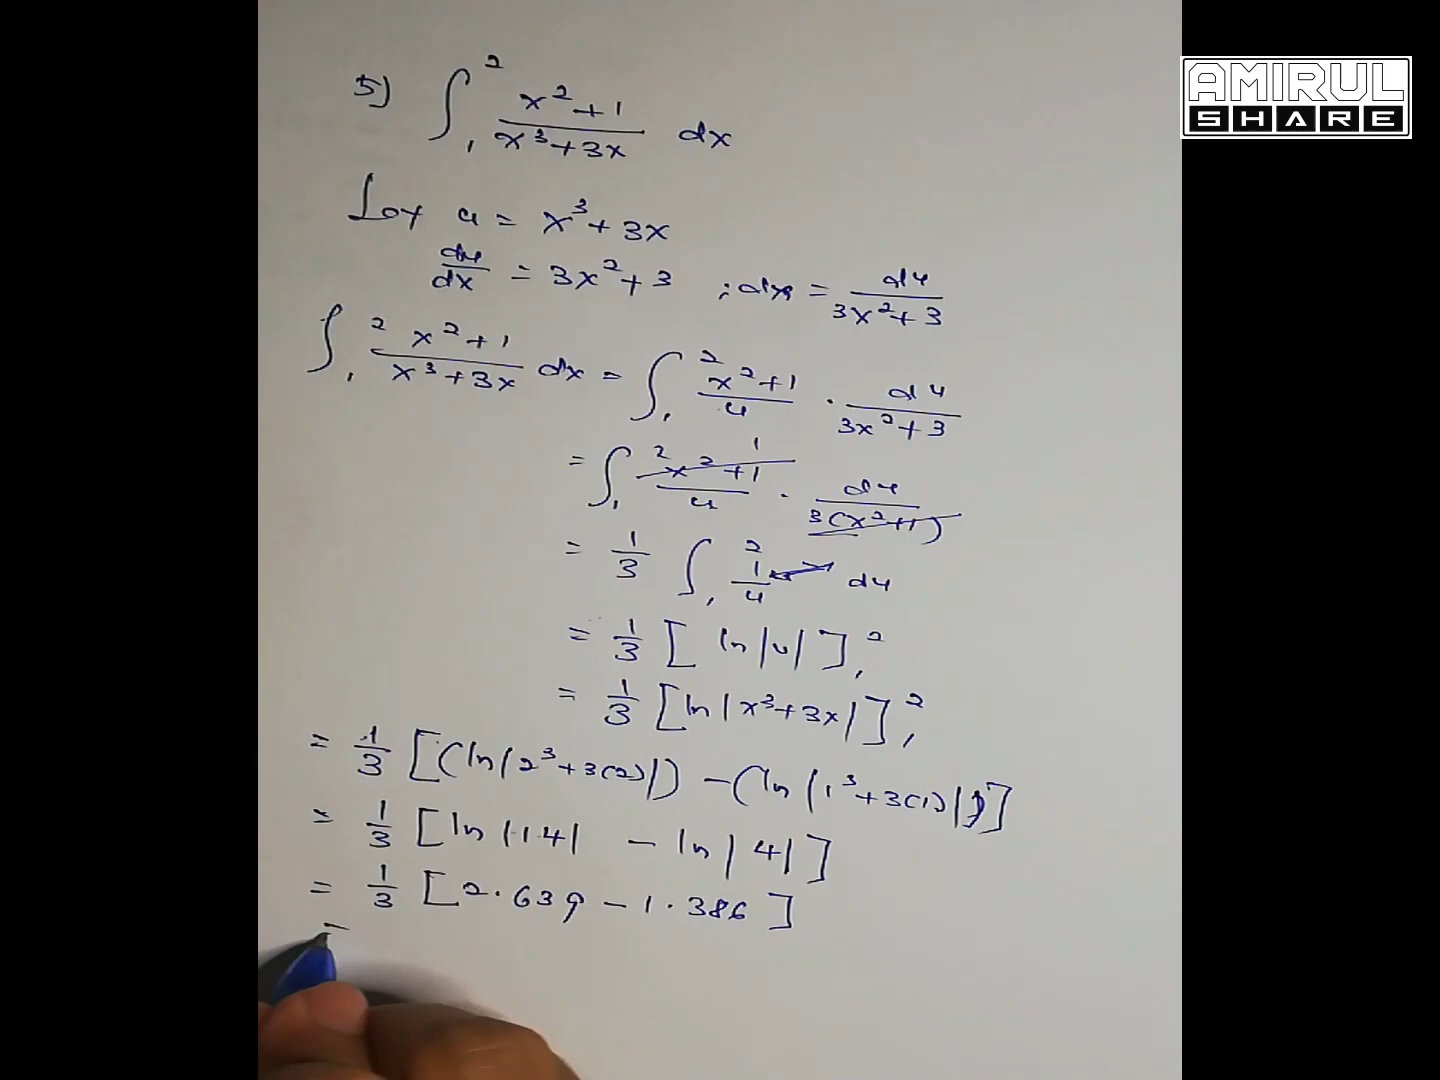 AMIRUL
SHARE
5) ∫₁² (x²+1)/(x³+3x) dx
Let u = x³+3x
du/dx = 3x²+3 ; dx = du/(3x²+3)
∫₁² (x²+1)/(x³+3x) dx = ∫₁² (x²+1)/u · du/(3x²+3)
= ∫₁² (x²+1)/u · du/(3(x²+1))
= 1/3 ∫₁² 1/u du
= 1/3 [ln|u|]₁²
= 1/3 [ln|x³+3x|]₁²
= 1/3 [(ln|2³+3(2)|) - (ln|1³+3(1)|)]
= 1/3 [ln|14| - ln|4|]
= 1/3 [2.639 - 1.386]
=